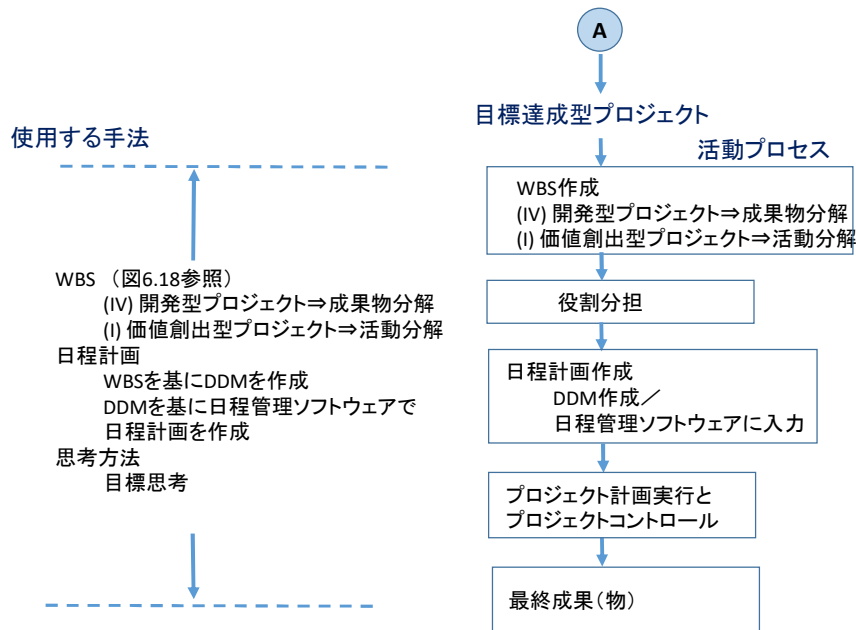 A
目標達成型プロジェクト
使用する手法
活動プロセス
WBS作成
(IV) 開発型プロジェクト⇒成果物分解
(I) 価値創出型プロジェクト⇒活動分解
WBS （図6.18参照）
(IV) 開発型プロジェクト⇒成果物分解
(I) 価値創出型プロジェクト⇒活動分解
日程計画
WBSを基にDDMを作成
DDMを基に日程管理ソフトウェアで
日程計画を作成
思考方法
目標思考
役割分担
日程計画作成
DDM作成／
日程管理ソフトウェアに入力
プロジェクト計画実行と
プロジェクトコントロール
最終成果（物）